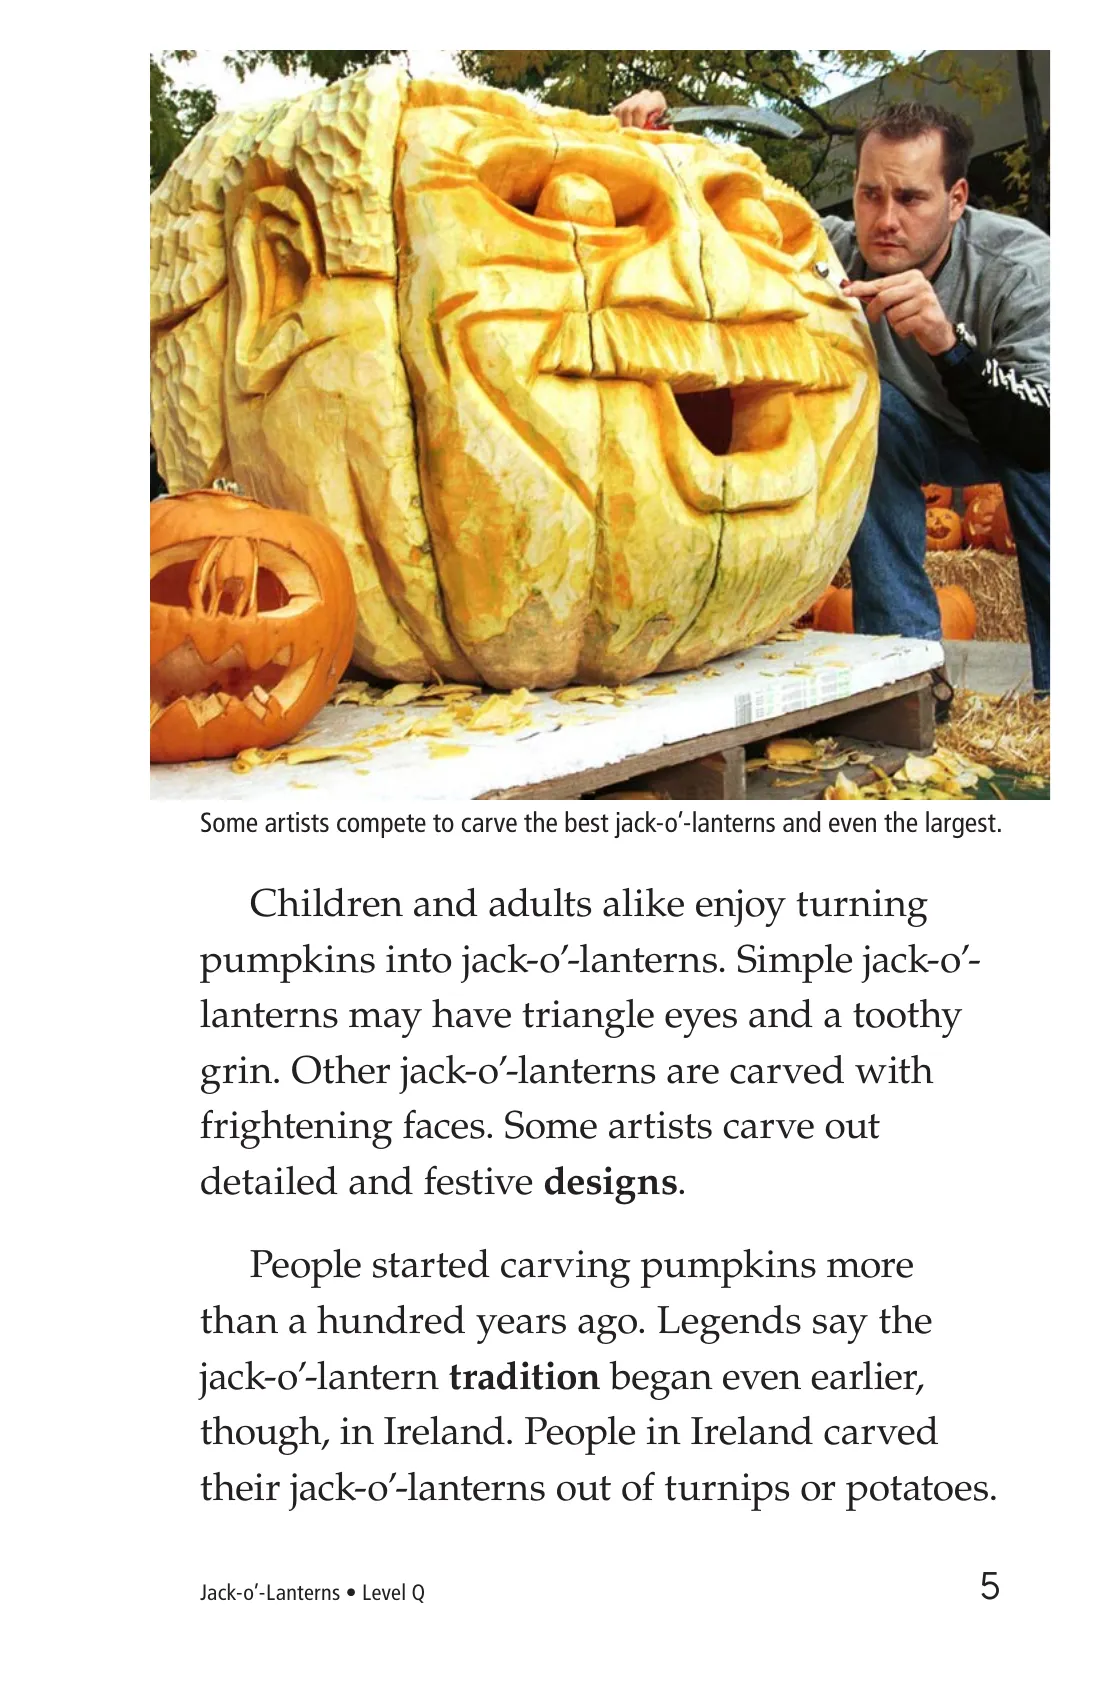 Some artists compete to carve the best jack-o’-lanterns and even the largest.
Children and adults alike enjoy turning
pumpkins into jack-o’-lanterns. Simple jack-o’-
lanterns may have triangle eyes and a toothy
grin. Other jack-o’-lanterns are carved with
frightening faces. Some artists carve out
detailed and festive designs.
People started carving pumpkins more
than a hundred years ago. Legends say the
jack-o’-lantern tradition began even earlier,
though, in Ireland. People in Ireland carved
their jack-o’-lanterns out of turnips or potatoes.
Jack-o’-Lanterns • Level Q
5